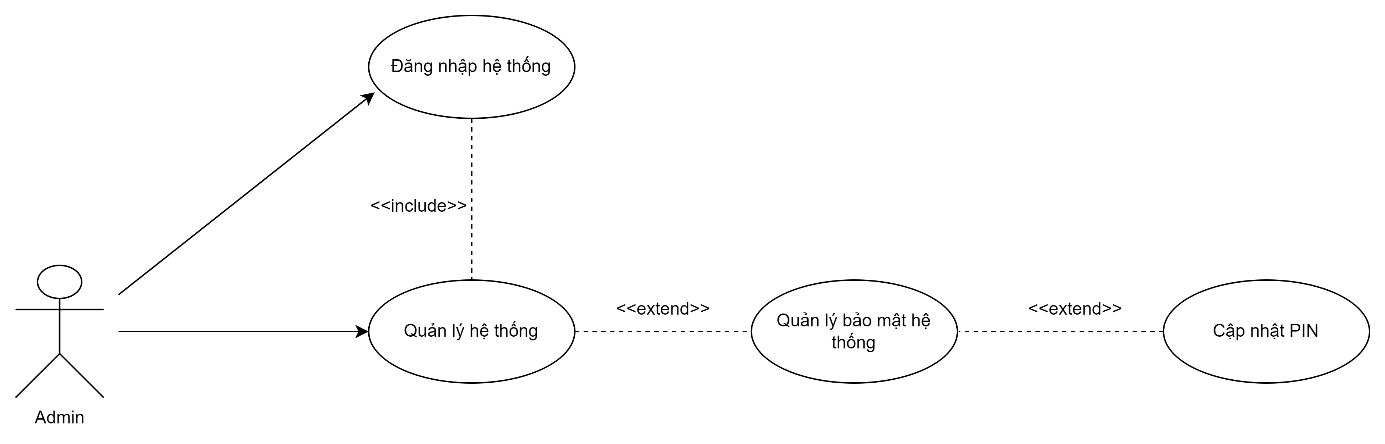 Đăng nhập hệ thống
<<include>>
Quản lý hệ thống
<<extend>>
Quản lý bảo mật hệ
thống
<<extend>>
Cập nhật PIN
Admin